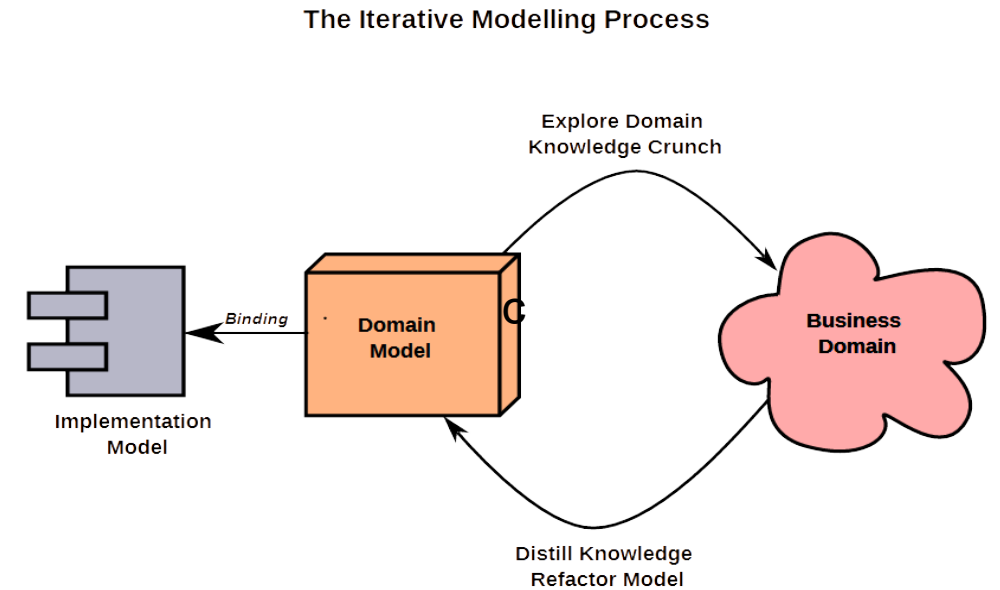 The Iterative Modelling Process
Explore Domain
Knowledge Crunch
Binding
Domain
Model
C
Business
Domain
Implementation
Model
Distill Knowledge
Refactor Model